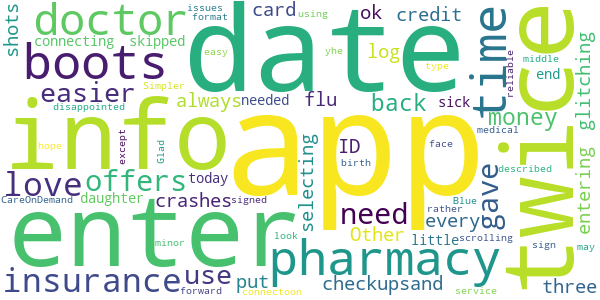 shots
doctor
connecting
skipped
card
using
issues
format
ok
credit
reliable
sick
time
twice
middle
end
glitching
boots
date
log
easier
always
needed
flu
back
easy
yhe
type
Simpler
disappointed
hope
info
app
except
Glad
ID
birth
money
medical
face
described
entering
love
offers
daughter
today
CareOnDemand
crashes
signed
selecting
need
every
gave
Blue
rather
scrolling
sign
may
enter
minor
look
Other
little
pharmacy
insurance
use
forward
put
connectoon
checkupsand
service
three